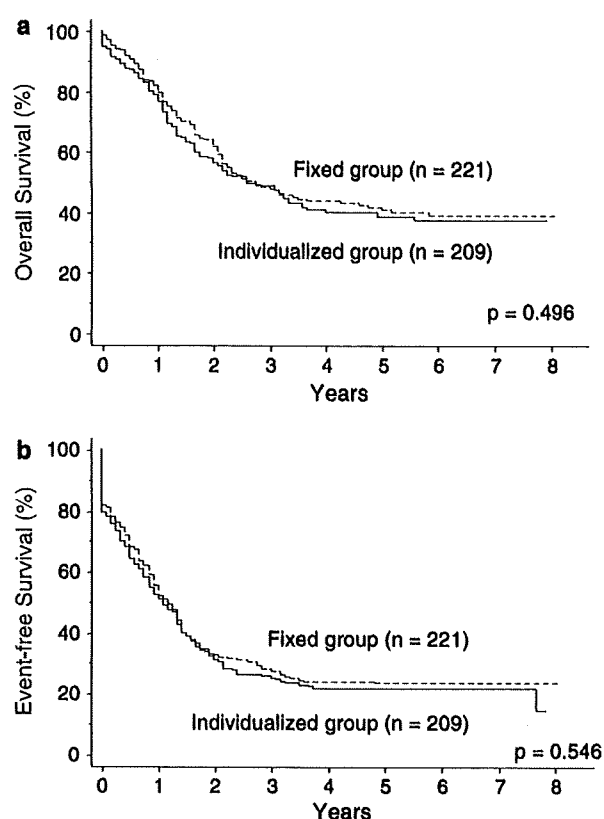 a
Overall Survival (%)
100
80
60
40
20
0
Fixed group (n = 221)
Individualized group (n = 209)
p = 0.496
0 1 2 3 4 5 6 7 8
Years
b
Event-free Survival (%)
100
80
60
40
20
0
Fixed group (n = 221)
Individualized group (n = 209)
p = 0.546
0 1 2 3 4 5 6 7 8
Years